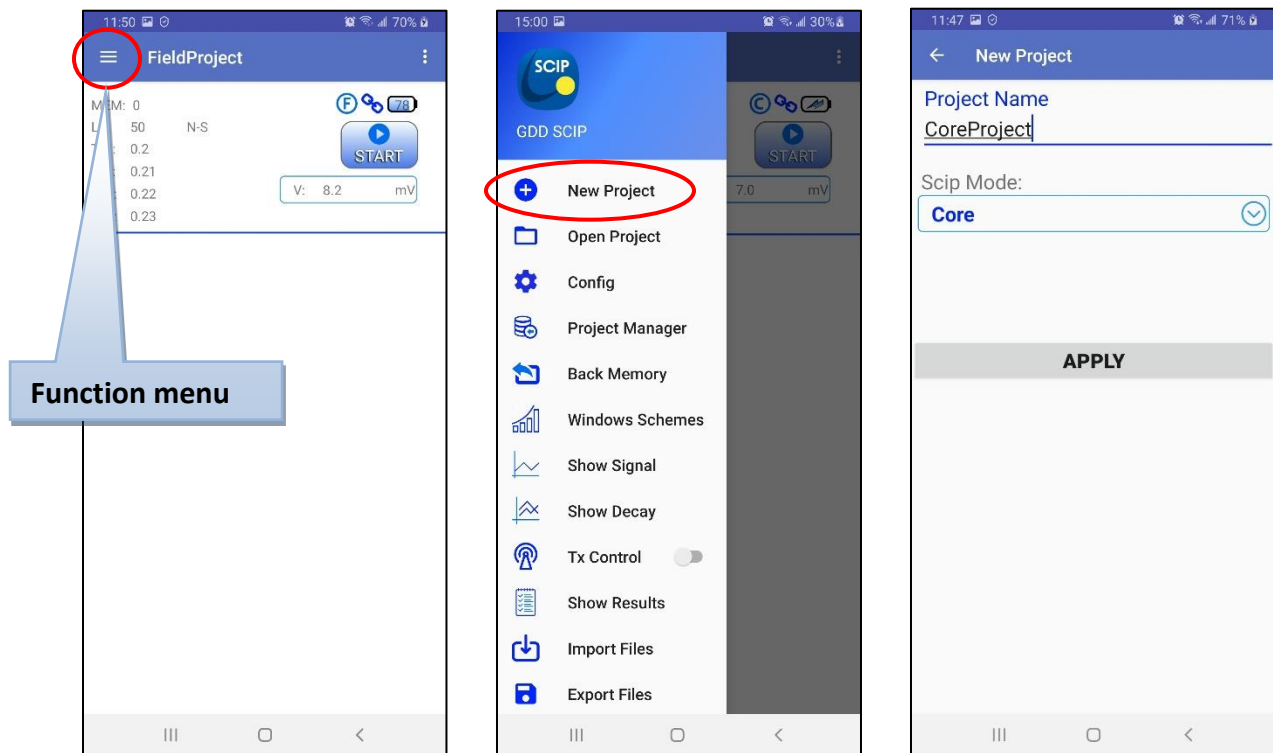 11:50 70%
FieldProject
MEM: 0
L 50 N-S
0.2
0.21
0.22
0.23
F 78
START
V: 8.2 mV
Function menu
15:00 30%
SCIP
GDD SCIP
New Project
Open Project
Config
Project Manager
Back Memory
Windows Schemes
Show Signal
Show Decay
Tx Control
Show Results
Import Files
Export Files
C
START
7.0 mV
11:47 71%
New Project
Project Name
CoreProject
Scip Mode:
Core
APPLY